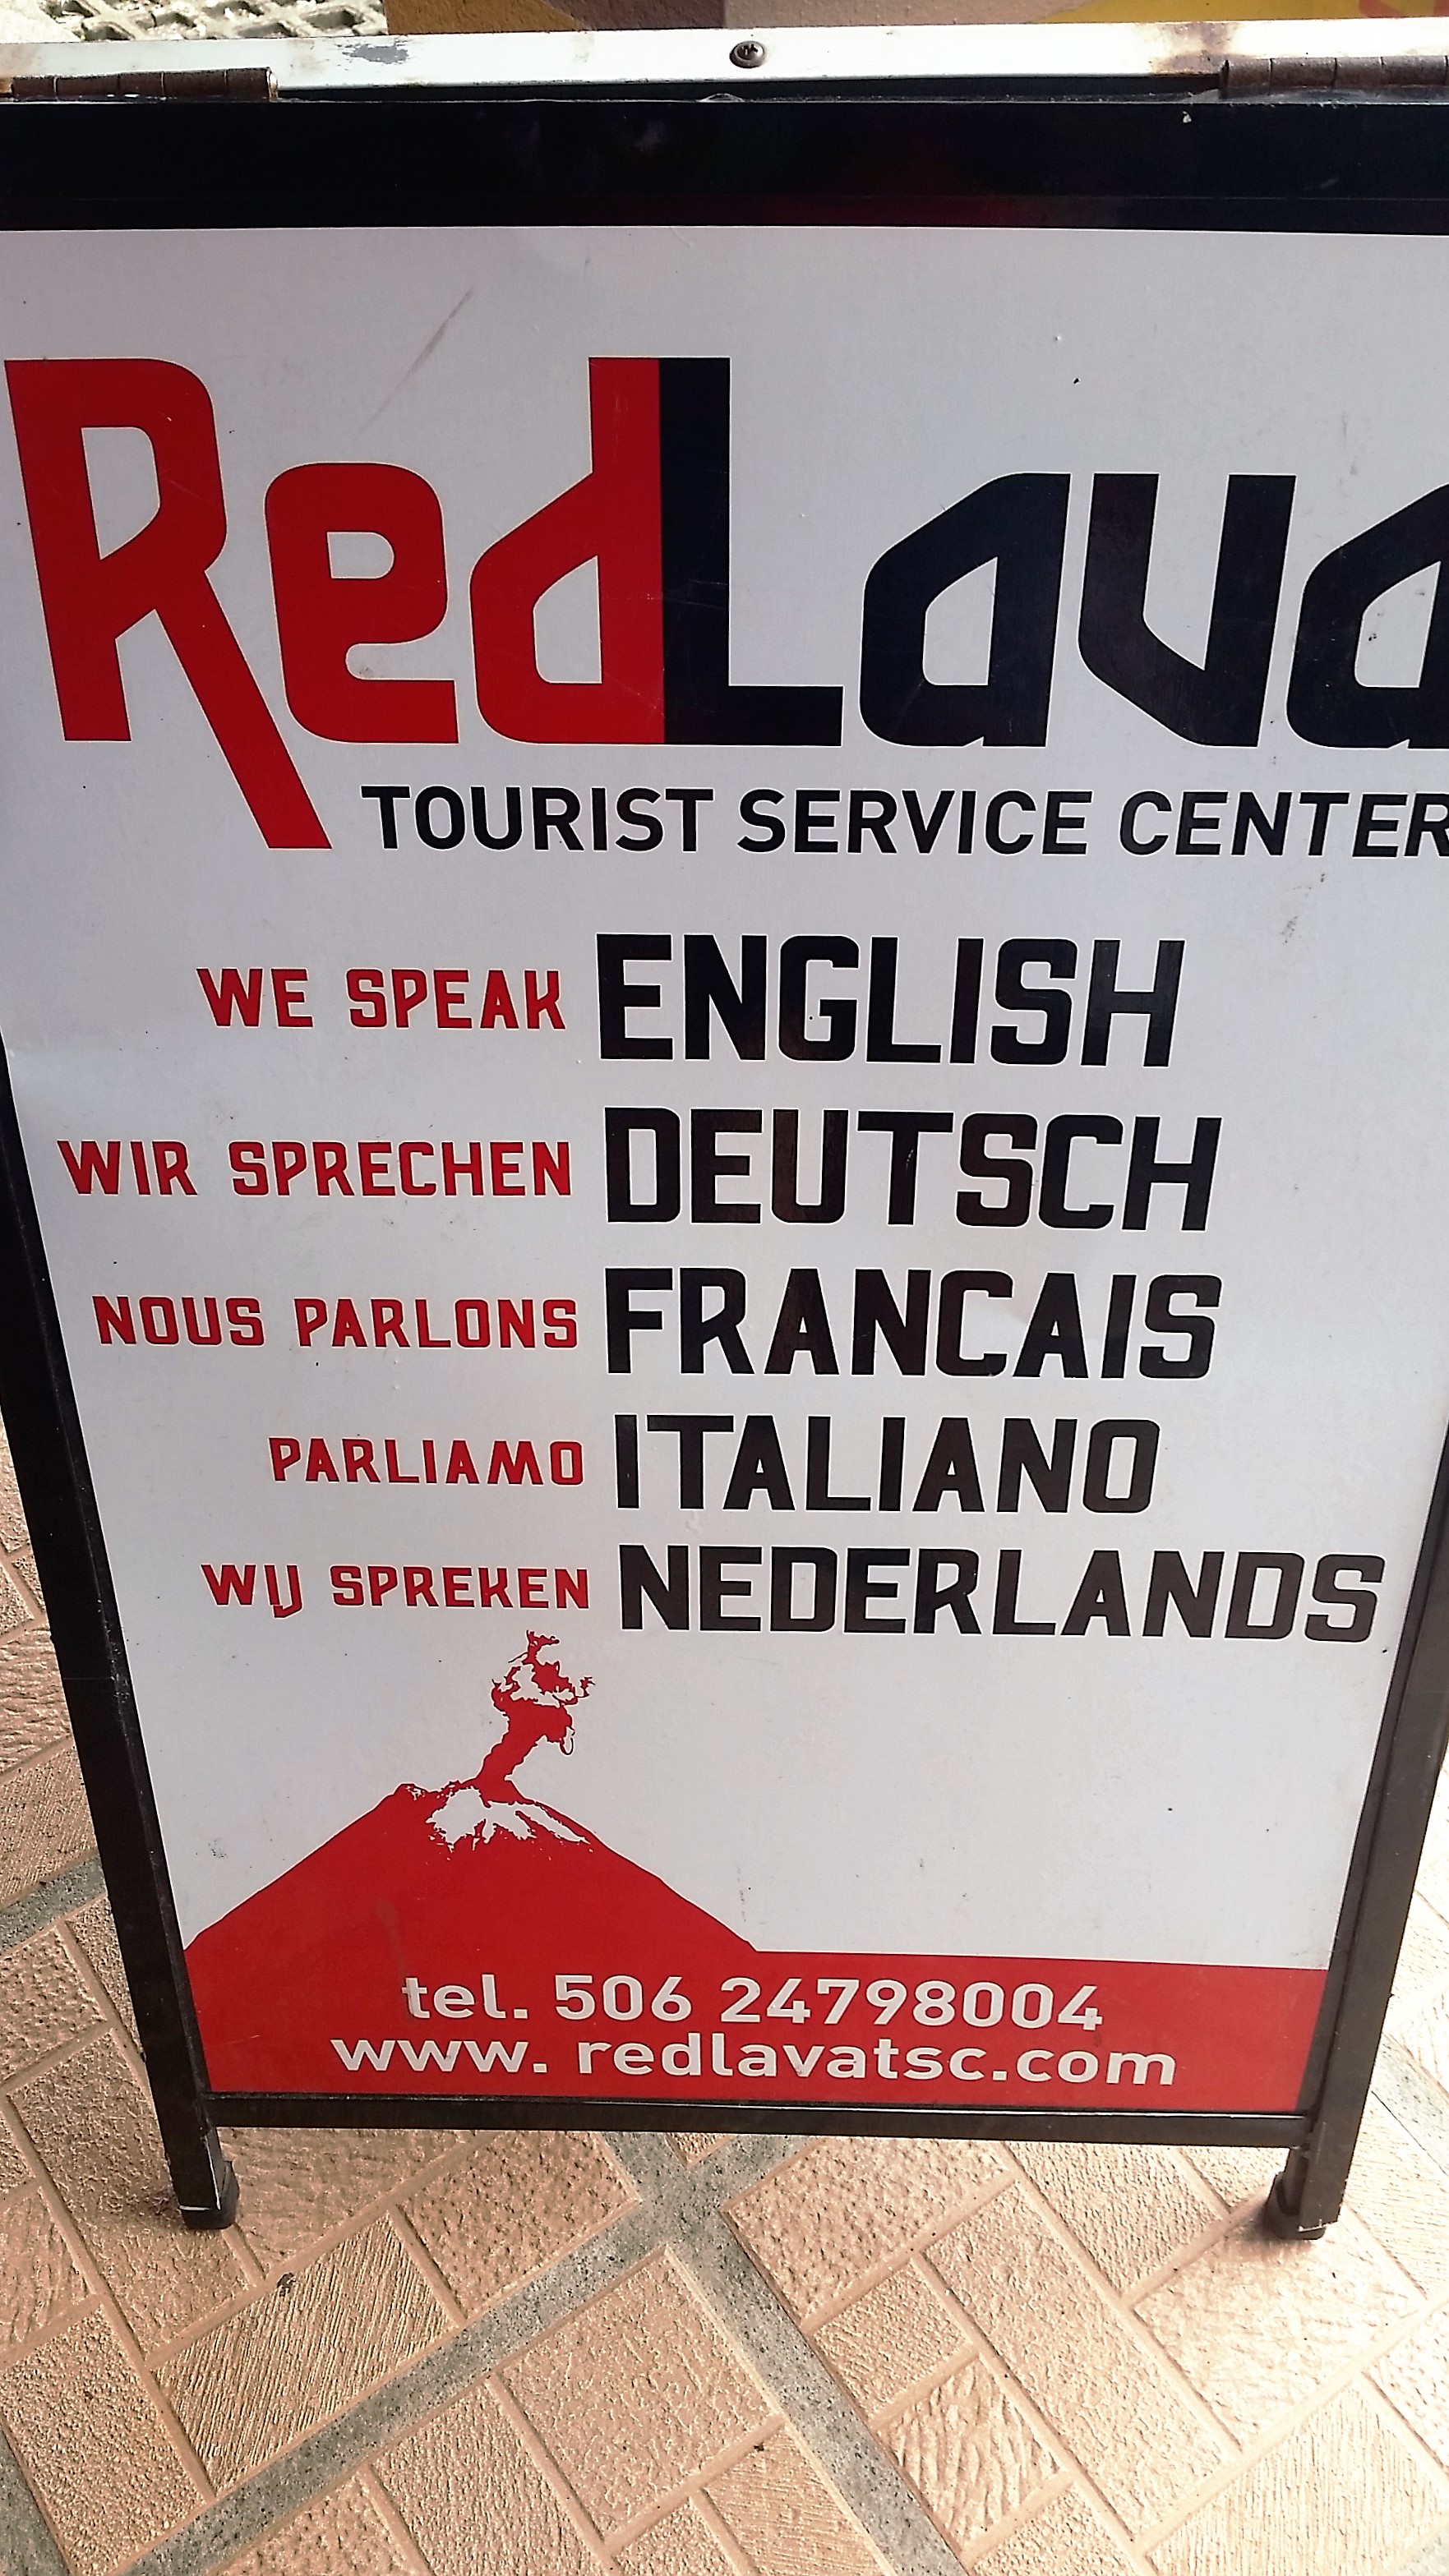 RedLava
TOURIST SERVICE CENTER
WE SPEAK ENGLISH
WIR SPRECHEN DEUTSCH
NOUS PARLONS FRANCAIS
PARLIAMO ITALIANO
WIJ SPREKEN NEDERLANDS
tel. 506 24798004
www. redlavatsc.com